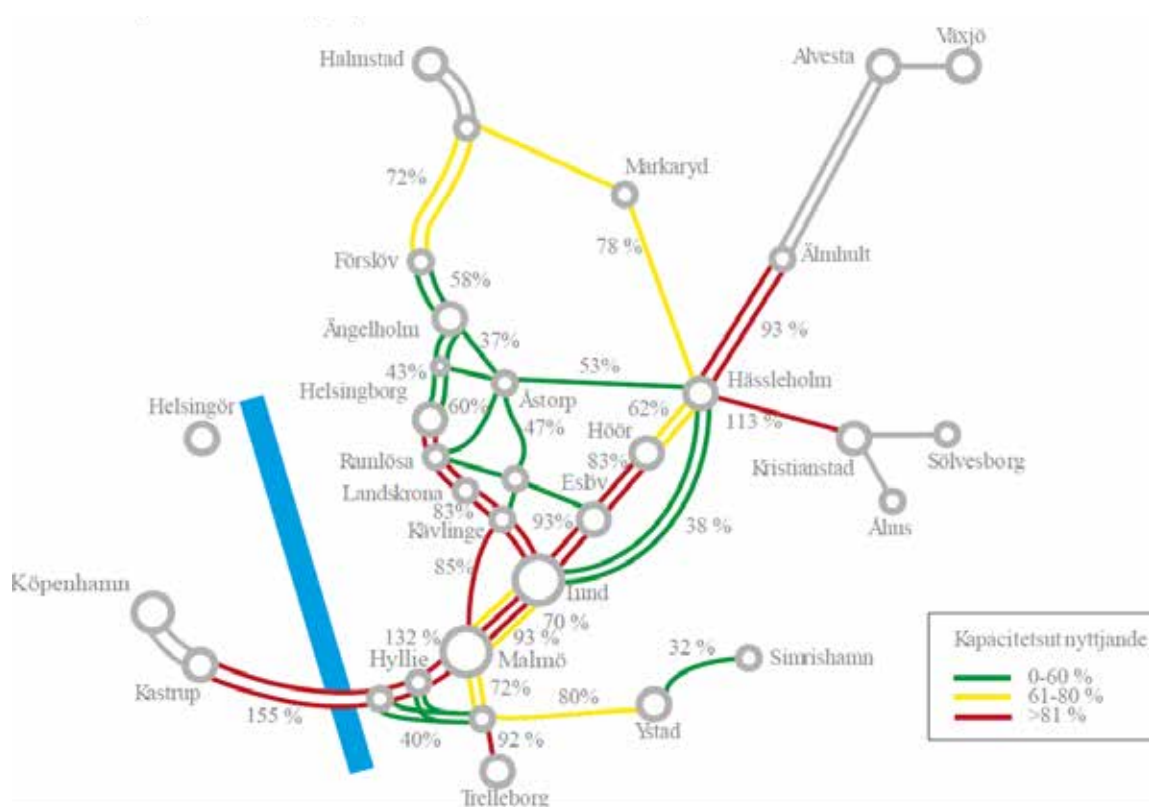 Halmstad
Alvesta
Växjö
72%
Markaryd
78 %
Förslöv
58%
Älmhult
Ängelholm
37%
93 %
43%
53%
Helsingborg
60%
Åstorp
Hässleholm
Helsingör
47%
62%
113 %
Höör
83%
Ramlösa
Kristianstad
Sölvesborg
Landskrona
Eslöv
83%
Kävlinge
93%
38 %
Åhus
85%
Köpenhamn
Lund
70 %
132 %
93 %
Hyllie
Malmö
32 %
Simrishamn
Kastrup
72%
80%
155 %
40%
92 %
Ystad
Trelleborg
Kapacitetsutnyttjande
0-60 %
61-80 %
>81 %